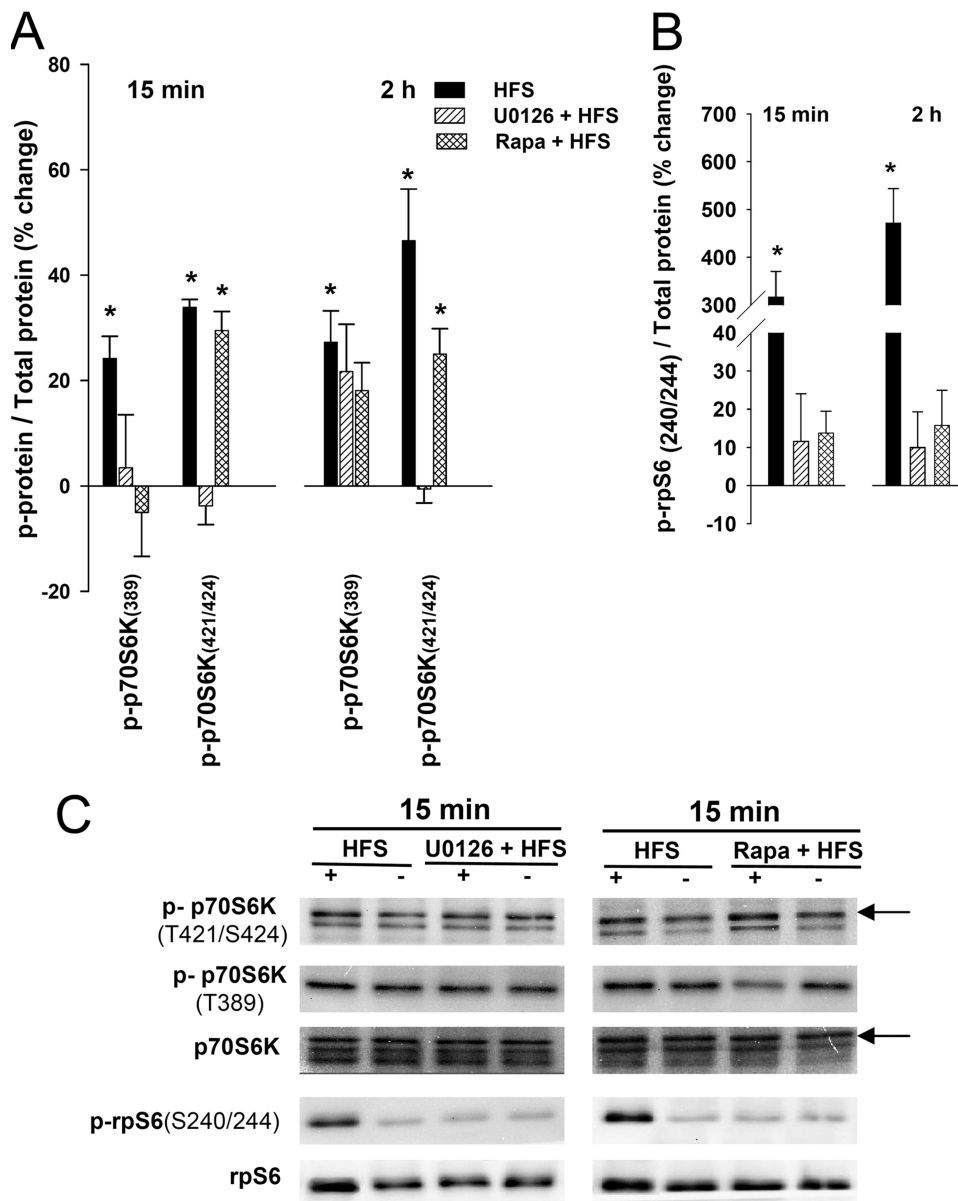 A
p-protein / Total protein (% change)
80
60
40
20
0
-20
15 min
2 h
HFS
U0126 + HFS
Rapa + HFS
*
*
*
*
*
*
p-p70S6K(389)
p-p70S6K(421/424)
p-p70S6K(389)
p-p70S6K(421/424)
B
p-rpS6 (240/244) / Total protein (% change)
700
600
500
400
300
40
30
20
10
0
-10
15 min
2 h
*
*
C
15 min
15 min
HFS
U0126 + HFS
HFS
Rapa + HFS
+ - + -
+ - + -
p- p70S6K
(T421/S424)
p- p70S6K
(T389)
p70S6K
p-rpS6(S240/244)
rpS6